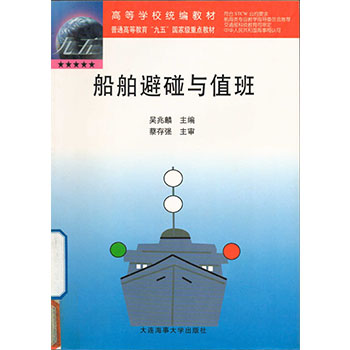 高等学校统编教材
普通高等教育“九五”国家级重点教材
九五
船舶避碰与值班
吴兆麟 主编
蔡存强 主审
大连海事大学出版社